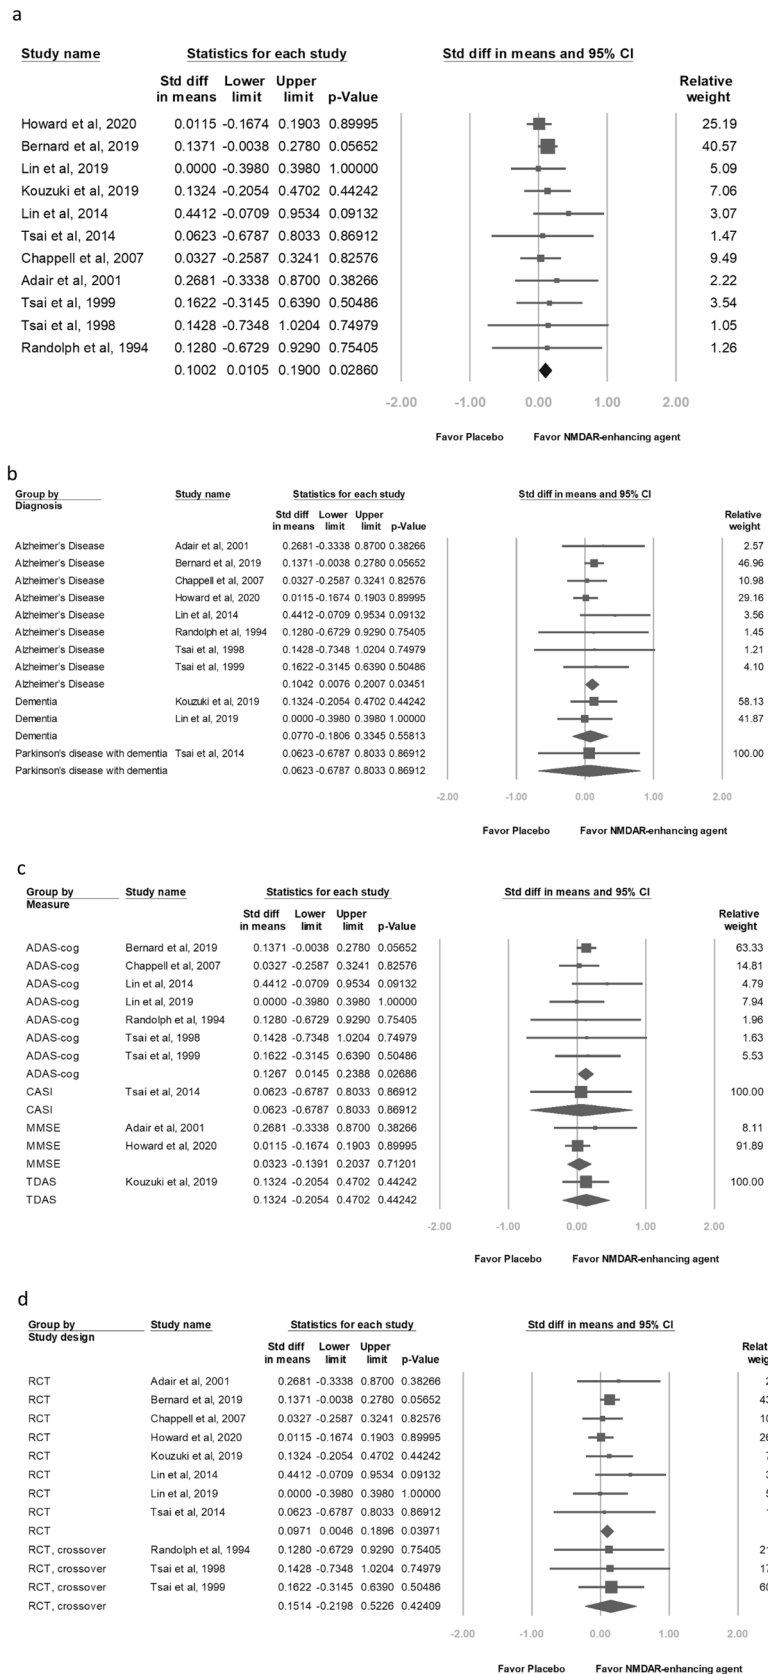 a
Study name Statistics for each study Std diff in means and 95% CI
Std diff Lower Upper Relative
in means limit limit p-Value weight
Howard et al, 2020 0.0115 -0.1674 0.1903 0.89995 25.19
Bernard et al, 2019 0.1371 -0.0038 0.2780 0.05652 40.57
Lin et al, 2019 0.0000 -0.3980 0.3980 1.00000 5.09
Kouzuki et al, 2019 0.1324 -0.2054 0.4702 0.44242 7.06
Lin et al, 2014 0.4412 -0.0709 0.9534 0.09132 3.07
Tsai et al, 2014 0.0623 -0.6787 0.8033 0.86912 1.47
Chappell et al, 2007 0.0327 -0.2587 0.3241 0.82576 9.49
Adair et al, 2001 0.2681 -0.3338 0.8700 0.38266 2.22
Tsai et al, 1999 0.1622 -0.3145 0.6390 0.50486 3.54
Tsai et al, 1998 0.1428 -0.7348 1.0204 0.74979 1.05
Randolph et al, 1994 0.1280 -0.6729 0.9290 0.75405 1.26
0.1002 0.0105 0.1900 0.02860
-2.00 -1.00 0.00 1.00 2.00
Favor Placebo Favor NMDAR-enhancing agent
b
Group by Study name Statistics for each study Std diff in means and 95% CI
Diagnosis
Std diff Lower Upper Relative
in means limit limit p-Value weight
Alzheimer's Disease Adair et al, 2001 0.2681 -0.3338 0.8700 0.38266 2.57
Alzheimer's Disease Bernard et al, 2019 0.1371 -0.0038 0.2780 0.05652 46.96
Alzheimer's Disease Chappell et al, 2007 0.0327 -0.2587 0.3241 0.82576 10.98
Alzheimer's Disease Howard et al, 2020 0.0115 -0.1674 0.1903 0.89995 29.16
Alzheimer's Disease Lin et al, 2014 0.4412 -0.0709 0.9534 0.09132 3.56
Alzheimer's Disease Randolph et al, 1994 0.1280 -0.6729 0.9290 0.75405 1.45
Alzheimer's Disease Tsai et al, 1998 0.1428 -0.7348 1.0204 0.74979 1.21
Alzheimer's Disease Tsai et al, 1999 0.1622 -0.3145 0.6390 0.50486 4.10
Alzheimer's Disease 0.1042 0.0076 0.2007 0.03451
Dementia Kouzuki et al, 2019 0.1324 -0.2054 0.4702 0.44242 58.13
Dementia Lin et al, 2019 0.0000 -0.3980 0.3980 1.00000 41.87
Dementia 0.0770 -0.1806 0.3345 0.55813
Parkinson's disease with dementia Tsai et al, 2014 0.0623 -0.6787 0.8033 0.86912 100.00
Parkinson's disease with dementia 0.0623 -0.6787 0.8033 0.86912
-2.00 -1.00 0.00 1.00 2.00
Favor Placebo Favor NMDAR-enhancing agent
c
Group by Study name Statistics for each study Std diff in means and 95% CI
Measure
Std diff Lower Upper Relative
in means limit limit p-Value weight
ADAS-cog Bernard et al, 2019 0.1371 -0.0038 0.2780 0.05652 63.33
ADAS-cog Chappell et al, 2007 0.0327 -0.2587 0.3241 0.82576 14.81
ADAS-cog Lin et al, 2014 0.4412 -0.0709 0.9534 0.09132 4.79
ADAS-cog Lin et al, 2019 0.0000 -0.3980 0.3980 1.00000 7.94
ADAS-cog Randolph et al, 1994 0.1280 -0.6729 0.9290 0.75405 1.96
ADAS-cog Tsai et al, 1998 0.1428 -0.7348 1.0204 0.74979 1.63
ADAS-cog Tsai et al, 1999 0.1622 -0.3145 0.6390 0.50486 5.53
ADAS-cog 0.1267 0.0145 0.2388 0.02686
CASI Tsai et al, 2014 0.0623 -0.6787 0.8033 0.86912 100.00
CASI 0.0623 -0.6787 0.8033 0.86912
MMSE Adair et al, 2001 0.2681 -0.3338 0.8700 0.38266 8.11
MMSE Howard et al, 2020 0.0115 -0.1674 0.1903 0.89995 91.89
MMSE 0.0323 -0.1391 0.2037 0.71201
TDAS Kouzuki et al, 2019 0.1324 -0.2054 0.4702 0.44242 100.00
TDAS 0.1324 -0.2054 0.4702 0.44242
-2.00 -1.00 0.00 1.00 2.00
Favor Placebo Favor NMDAR-enhancing agent
d
Group by Study name Statistics for each study Std diff in means and 95% CI
Study design
Std diff Lower Upper
in means limit limit p-Value
RCT Adair et al, 2001 0.2681 -0.3338 0.8700 0.38266
RCT Bernard et al, 2019 0.1371 -0.0038 0.2780 0.05652
RCT Chappell et al, 2007 0.0327 -0.2587 0.3241 0.82576
RCT Howard et al, 2020 0.0115 -0.1674 0.1903 0.89995
RCT Kouzuki et al, 2019 0.1324 -0.2054 0.4702 0.44242
RCT Lin et al, 2014 0.4412 -0.0709 0.9534 0.09132
RCT Lin et al, 2019 0.0000 -0.3980 0.3980 1.00000
RCT Tsai et al, 2014 0.0623 -0.6787 0.8033 0.86912
RCT 0.0971 0.0046 0.1896 0.03971
RCT, crossover Randolph et al, 1994 0.1280 -0.6729 0.9290 0.75405
RCT, crossover Tsai et al, 1998 0.1428 -0.7348 1.0204 0.74979
RCT, crossover Tsai et al, 1999 0.1622 -0.3145 0.6390 0.50486
RCT, crossover 0.1514 -0.2198 0.5226 0.42409
-2.00 -1.00 0.00 1.00 2.00
Favor Placebo Favor NMDAR-enhancing agent